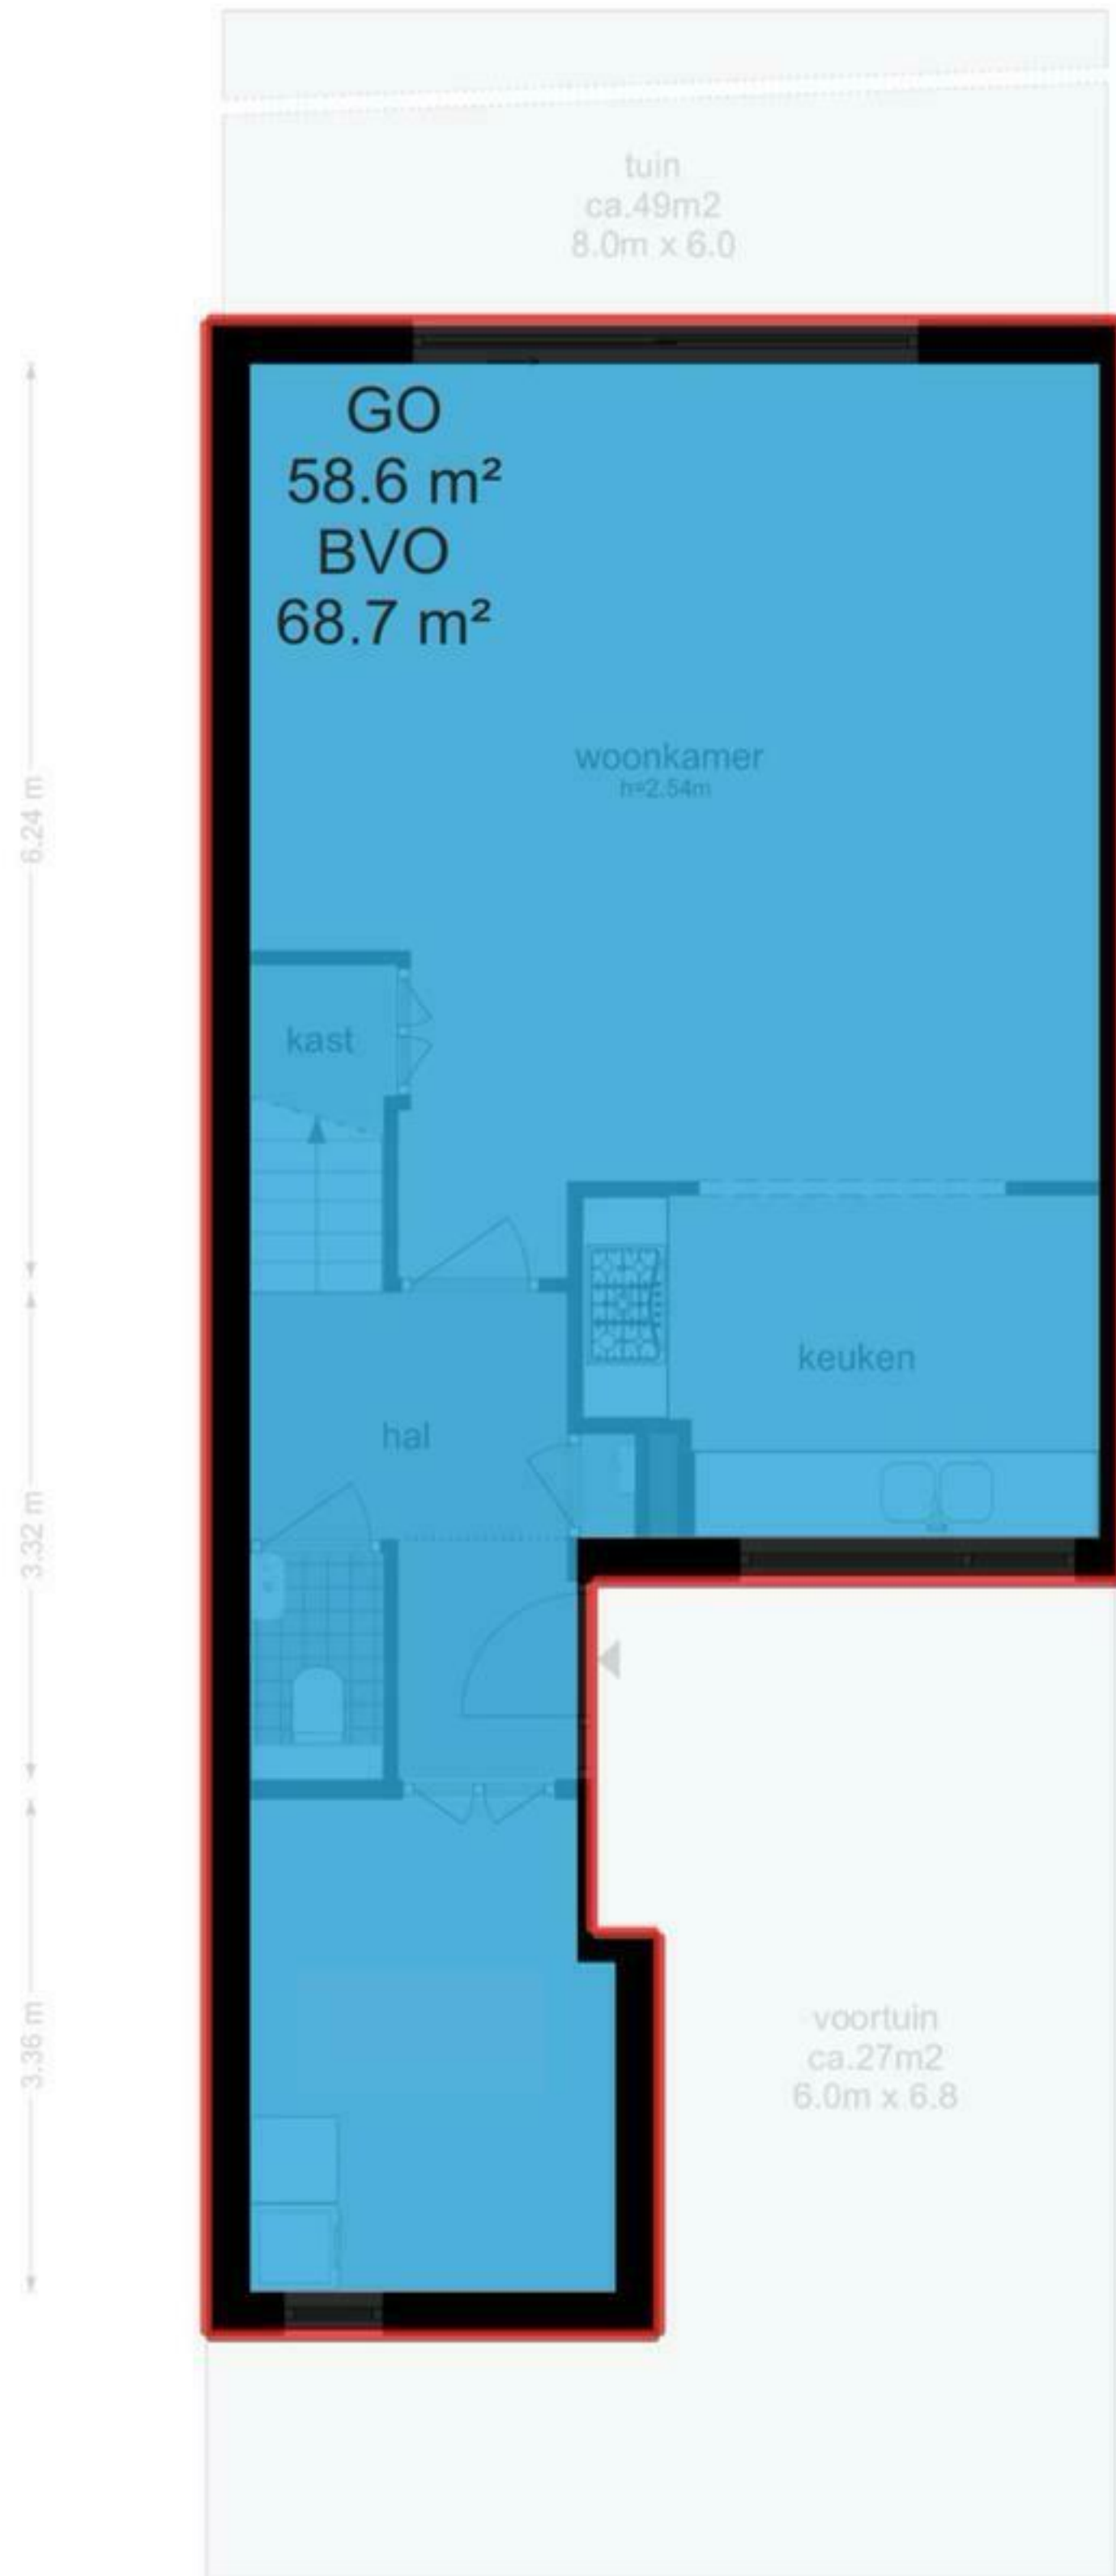 tuin
ca.49m2
8.0m x 6.0
GO
58.6 m²
BVO
68.7 m²
woonkamer
h=2.54m
6.24 m
kast
keuken
hal
3.32 m
voortuin
ca.27m2
6.0m x 6.8
3.36 m